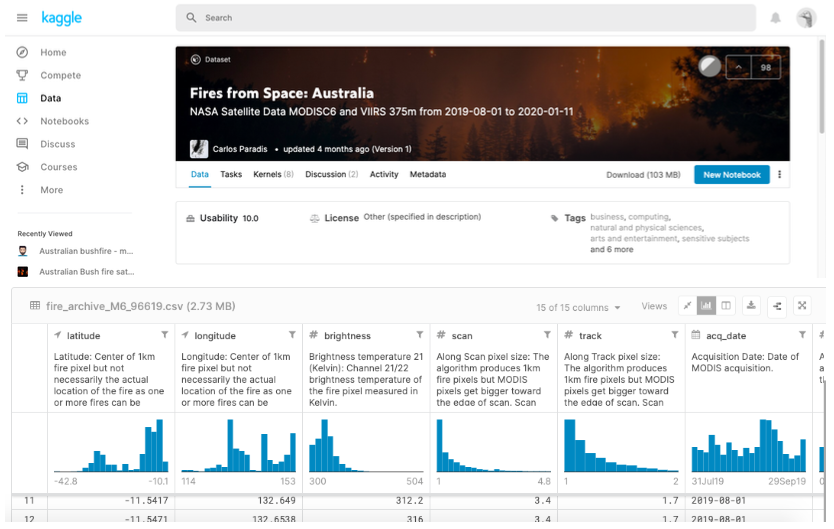 kaggle
Search
Home
Compete
Data
Notebooks
Discuss
Courses
More
Recently Viewed
Australian bushfire - m...
Australian Bush fire sat...
Dataset
98
Fires from Space: Australia
NASA Satellite Data MODISC6 and VIIRS 375m from 2019-08-01 to 2020-01-11
Carlos Paradis • updated 4 months ago (Version 1)
Data Tasks Kernels (8) Discussion (2) Activity Metadata Download (103 MB) New Notebook
Usability 10.0 License Other (specified in description) Tags business, computing,
natural and physical sciences,
arts and entertainment, sensitive subjects
and 6 more
fire_archive_M6_96619.csv (2.73 MB) 15 of 15 columns Views
latitude
Latitude: Center of 1km
fire pixel but not
necessarily the actual
location of the fire as one
or more fires can be
-42.8 -10.1
longitude
Longitude: Center of 1km
fire pixel but not
necessarily the actual
location of the fire as one
or more fires can be
114 153
# brightness
Brightness temperature 21
(Kelvin): Channel 21/22
brightness temperature of
the fire pixel measured in
Kelvin.
300 504
# scan
Along Scan pixel size: The
algorithm produces 1km
fire pixels but MODIS
pixels get bigger toward
the edge of scan. Scan
1 4.8
# track
Along Track pixel size:
The algorithm produces
1km fire pixels but MODIS
pixels get bigger toward
the edge of scan. Scan
1 2
acq_date
Acquisition Date: Date of
MODIS acquisition.
31Jul19 29Sep19
11 -11.5417 132.649 312.2 3.4 1.7 2019-08-01
12 -11.5471 132.6538 316 3.4 1.7 2019-08-01